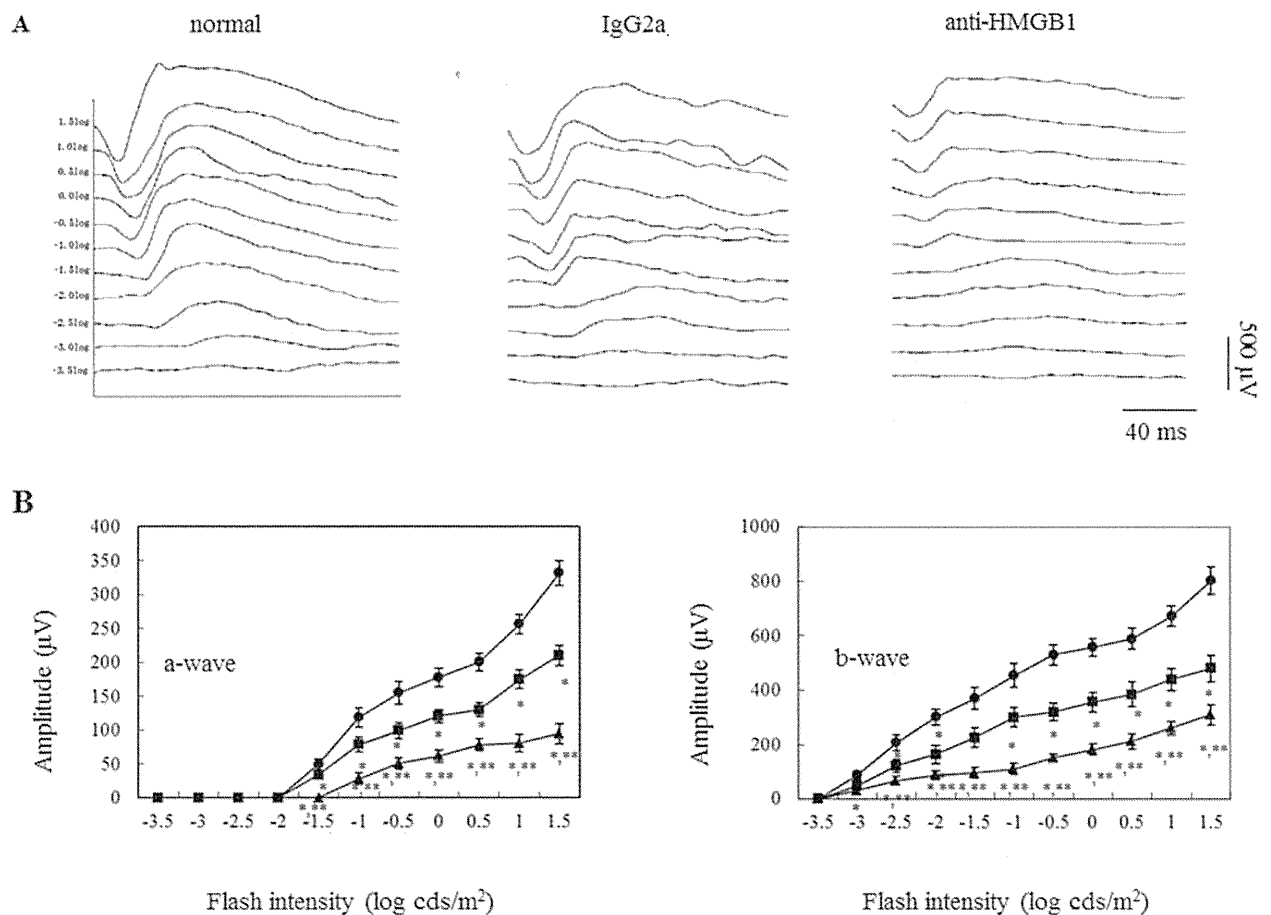 A
normal
IgG2a
anti-HMGB1
1.5log
1.0log
0.5log
0.0log
-0.5log
-1.0log
-1.5log
-2.0log
-2.5log
-3.0log
-3.5log
500 µV
40 ms
B
400
350
300
250
200
150
100
50
0
Amplitude (µV)
a-wave
*
*
*
*
*
*
*
*,**
*,**
*,**
*,**
*,**
*,**
*,**
-3.5 -3 -2.5 -2 -1.5 -1 -0.5 0 0.5 1 1.5
Flash intensity (log cds/m²)
1000
800
600
400
200
0
Amplitude (µV)
b-wave
*
*
*
*
*
*
*
*
*
*,**
*,**
*,**
*,**
*,**
*,**
*,**
*,**
*,**
-3.5 -3 -2.5 -2 -1.5 -1 -0.5 0 0.5 1 1.5
Flash intensity (log cds/m²)